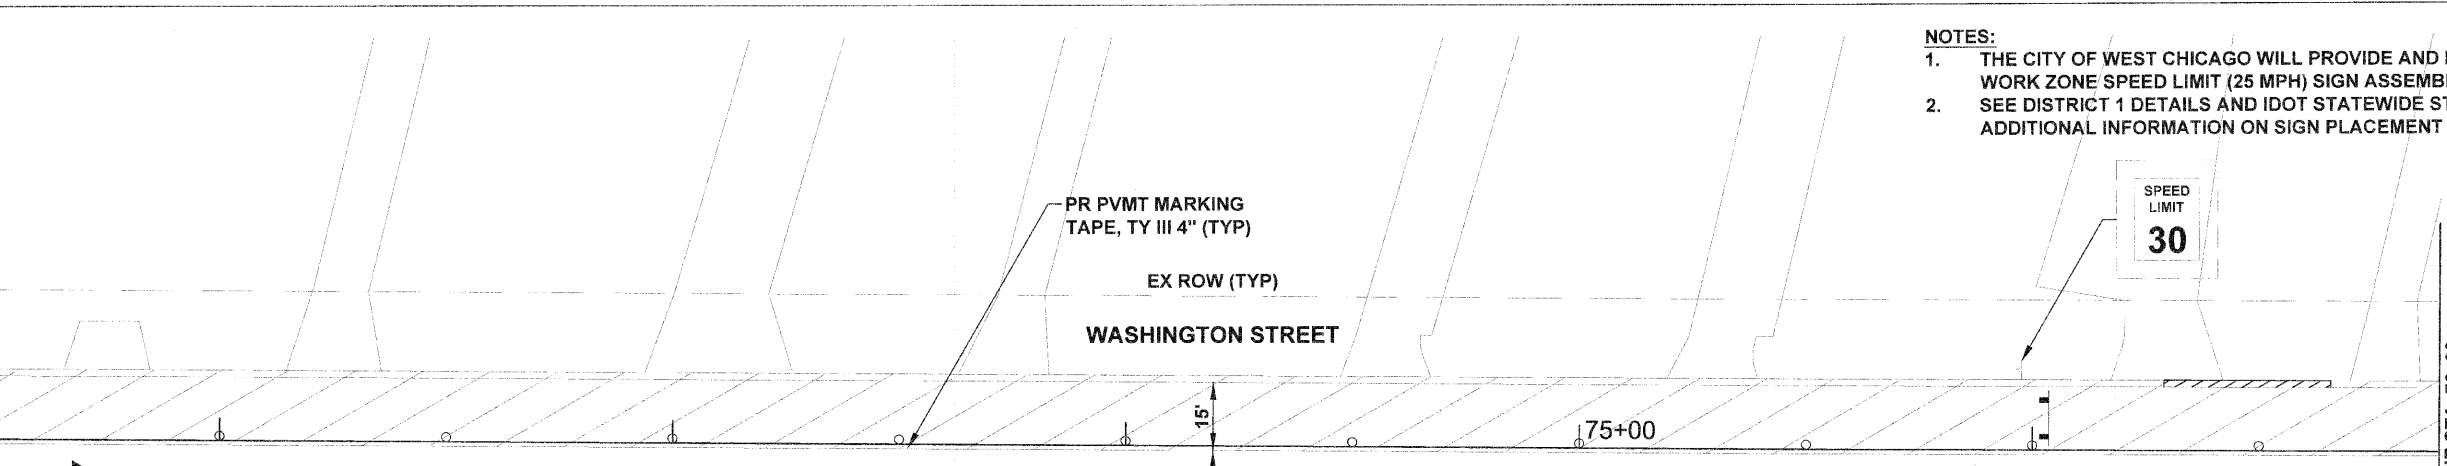 NOTES:
1. THE CITY OF WEST CHICAGO WILL PROVIDE AND
WORK ZONE SPEED LIMIT (25 MPH) SIGN
2. SEE DISTRICT 1 DETAILS AND IDOT STATEWIDE
ADDITIONAL INFORMATION ON SIGN PLACEMENT
SPEED
LIMIT
30
PR PVMT MARKING
TAPE, TY III 4" (TYP)
EX ROW (TYP)
WASHINGTON STREET
15'
75+00